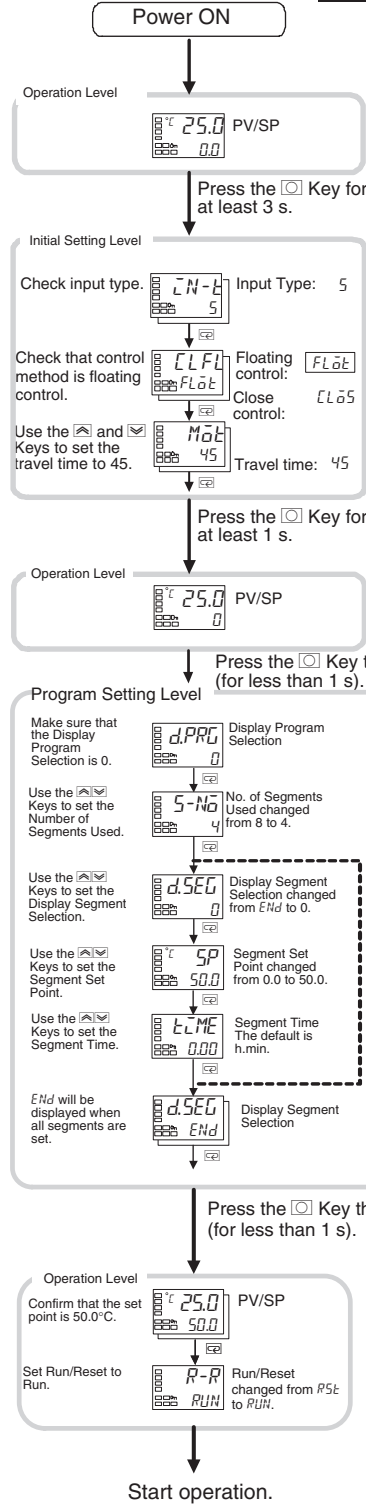 Power ON
Operation Level
°C 25.0 PV/SP
0.0
Press the Key for
at least 3 s.
Initial Setting Level
Check input type.
iN-t
5
Input Type: 5
Check that control
method is floating
control.
CLFL
FLōt
Floating
control:
FLōt
Close
control:
CLōS
Use the and
Keys to set the
travel time to 45.
Mōt
45
Travel time: 45
Press the Key for
at least 1 s.
Operation Level
°C 25.0 PV/SP
0
Press the Key t
(for less than 1 s).
Program Setting Level
Make sure that
the Display
Program
Selection is 0.
d.PRG
0
Display Program
Selection
Use the
Keys to set the
Number of
Segments Used.
S-Nō
4
No. of Segments
Used changed
from 8 to 4.
Use the
Keys to set the
Display Segment
Selection.
d.SEG
0
Display Segment
Selection changed
from ENd to 0.
Use the
Keys to set the
Segment Set
Point.
°C SP
50.0
Segment Set
Point changed
from 0.0 to 50.0.
Use the
Keys to set the
Segment Time.
tiME
0.00
Segment Time
The default is
h.min.
ENd will be
displayed when
all segments are
set.
d.SEG
ENd
Display Segment
Selection
Press the Key th
(for less than 1 s).
Operation Level
Confirm that the set
point is 50.0°C.
°C 25.0
50.0
PV/SP
Set Run/Reset to
Run.
R-R
RUN
Run/Reset
changed from RSt
to RUN.
Start operation.